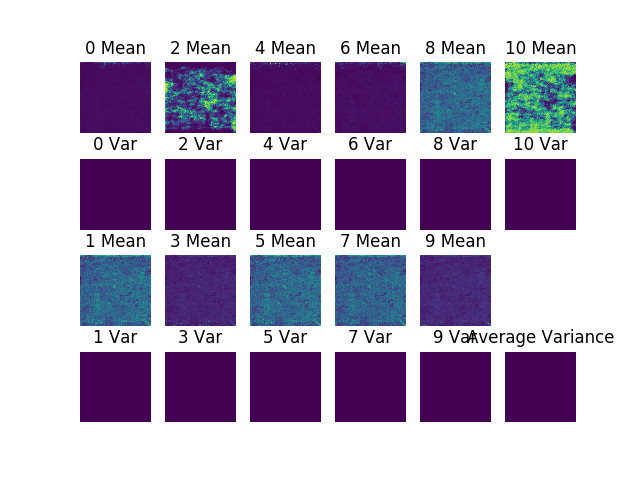 0 Mean 2 Mean 4 Mean 6 Mean 8 Mean 10 Mean
0 Var 2 Var 4 Var 6 Var 8 Var 10 Var
1 Mean 3 Mean 5 Mean 7 Mean 9 Mean
1 Var 3 Var 5 Var 7 Var 9 Var Average Variance